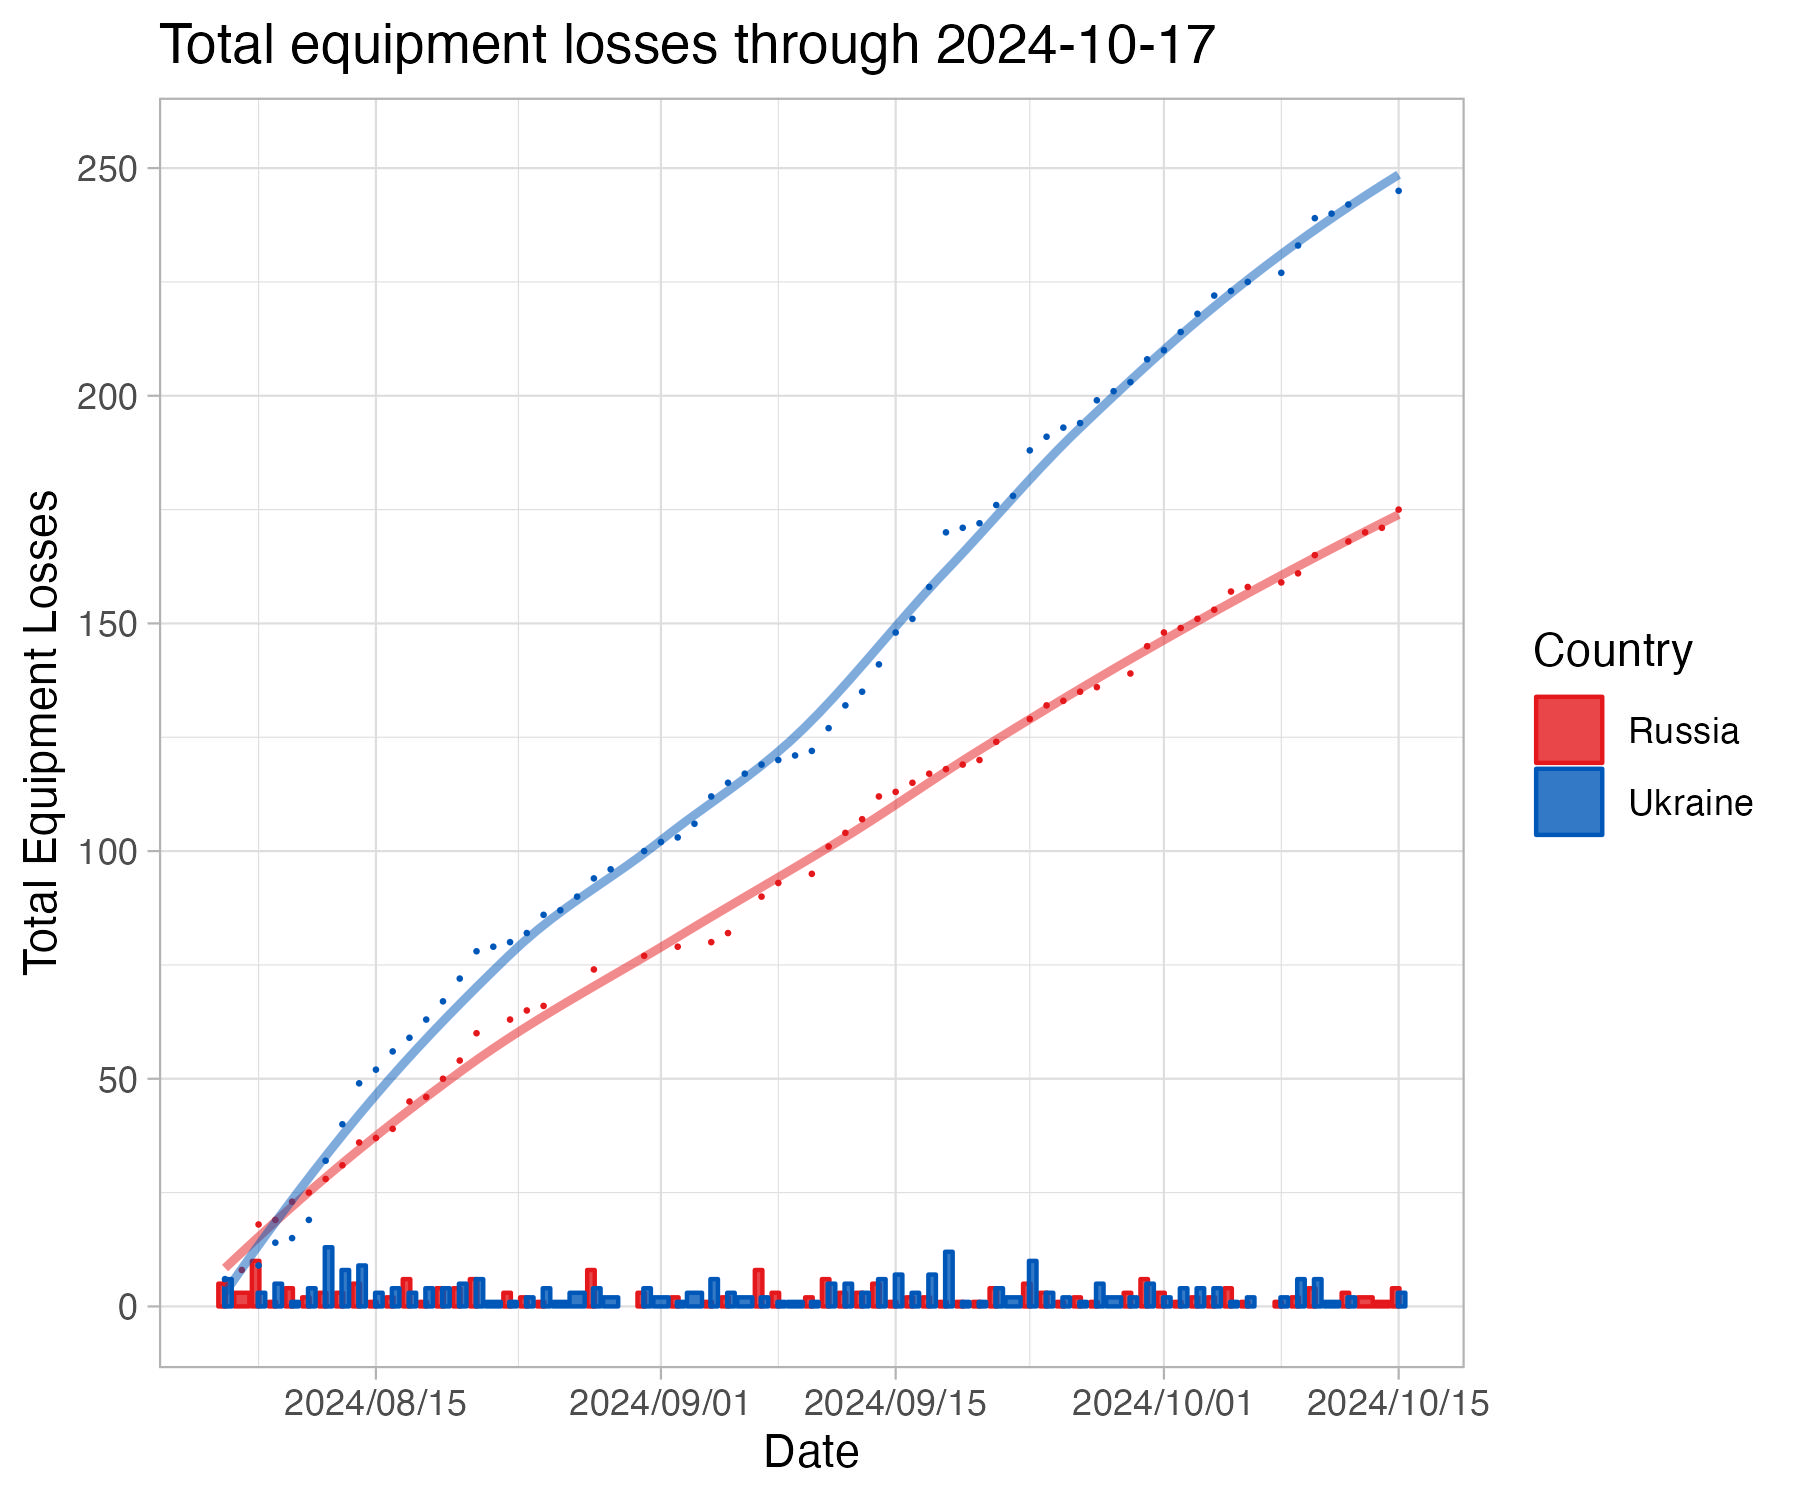 Total equipment losses through 2024-10-17
Total Equipment Losses
250
200
150
100
50
0
2024/08/15
2024/09/01
2024/09/15
2024/10/01
2024/10/15
Date
Country
Russia
Ukraine